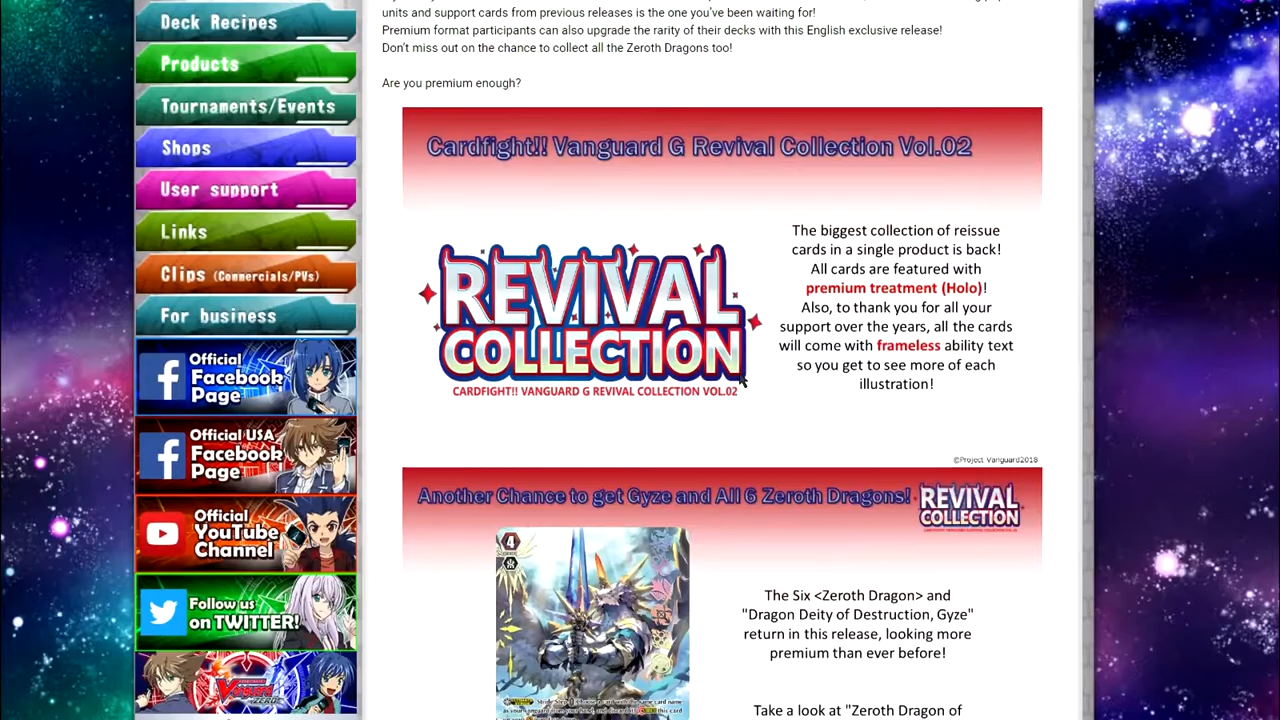 Deck Recipes
Products
Tournaments/Events
Shops
User support
Links
Clips (Commercials/PVs)
For business
Official
Facebook
Page
Official USA
Facebook
Page
Official
YouTube
Channel
Follow us
on TWITTER!
Vanguard
ZERO
units and support cards from previous releases is the one you've been waiting for!
Premium format participants can also upgrade the rarity of their decks with this English exclusive release!
Don't miss out on the chance to collect all the Zeroth Dragons too!
Are you premium enough?
Cardfight!! Vanguard G Revival Collection Vol.02
REVIVAL
COLLECTION
CARDFIGHT!! VANGUARD G REVIVAL COLLECTION VOL.02
The biggest collection of reissue
cards in a single product is back!
All cards are featured with
premium treatment (Holo)!
Also, to thank you for all your
support over the years, all the cards
will come with frameless ability text
so you get to see more of each
illustration!
©Project Vanguard2018
Another Chance to get Gyze and All 6 Zeroth Dragons!
REVIVAL
COLLECTION
4
The Six <Zeroth Dragon> and
"Dragon Deity of Destruction, Gyze"
return in this release, looking more
premium than ever before!
Take a look at "Zeroth Dragon of